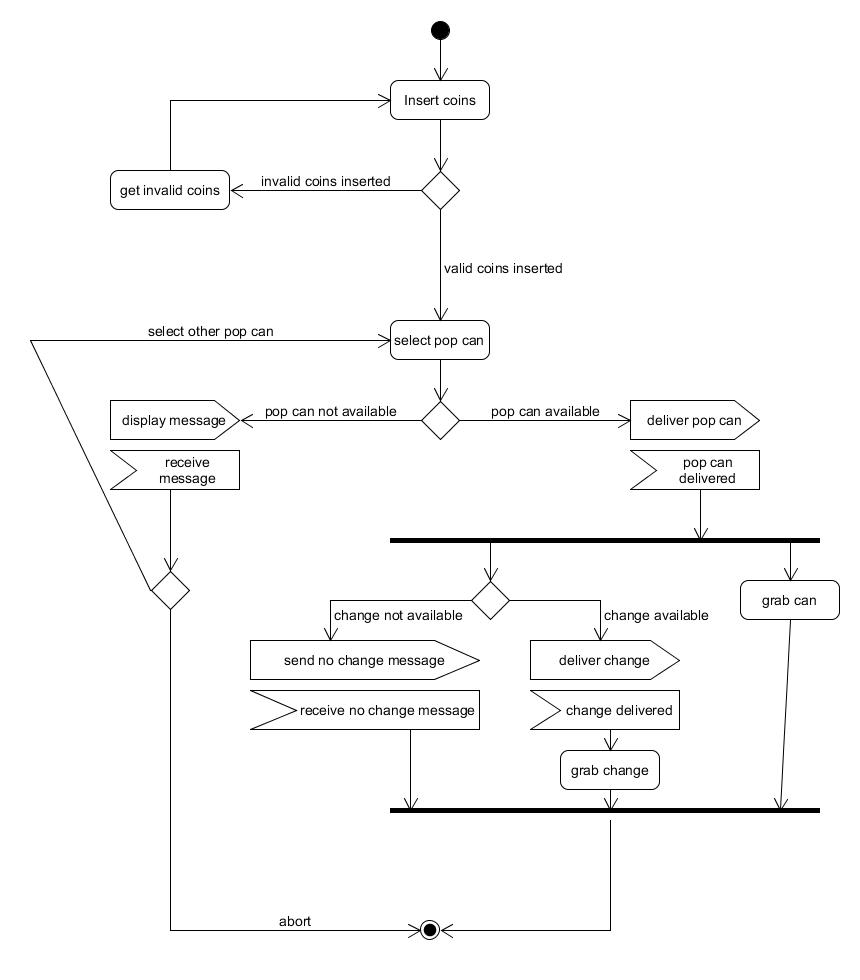 Insert coins
invalid coins inserted
get invalid coins
valid coins inserted
select other pop can
select pop can
pop can not available
pop can available
display message
deliver pop can
receive
message
pop can
delivered
grab can
change not available
change available
send no change message
deliver change
receive no change message
change delivered
grab change
abort